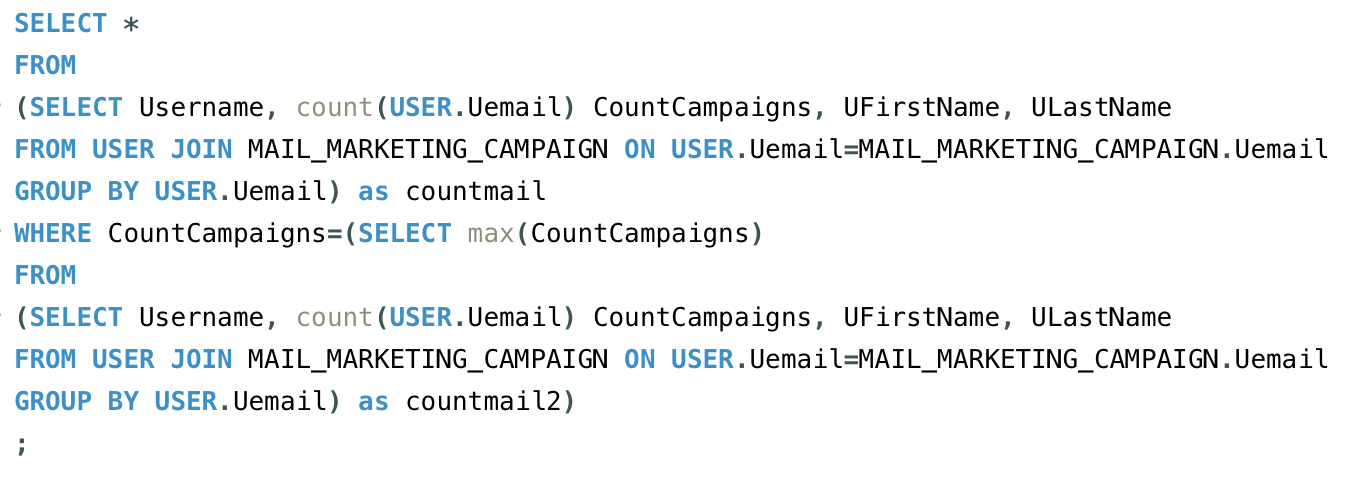 SELECT *
FROM
(SELECT Username, count(USER.Uemail) CountCampaigns, UFirstName, ULastName
FROM USER JOIN MAIL_MARKETING_CAMPAIGN ON USER.Uemail=MAIL_MARKETING_CAMPAIGN.Uemail
GROUP BY USER.Uemail) as countmail
WHERE CountCampaigns=(SELECT max(CountCampaigns)
FROM
(SELECT Username, count(USER.Uemail) CountCampaigns, UFirstName, ULastName
FROM USER JOIN MAIL_MARKETING_CAMPAIGN ON USER.Uemail=MAIL_MARKETING_CAMPAIGN.Uemail
GROUP BY USER.Uemail) as countmail2)
;